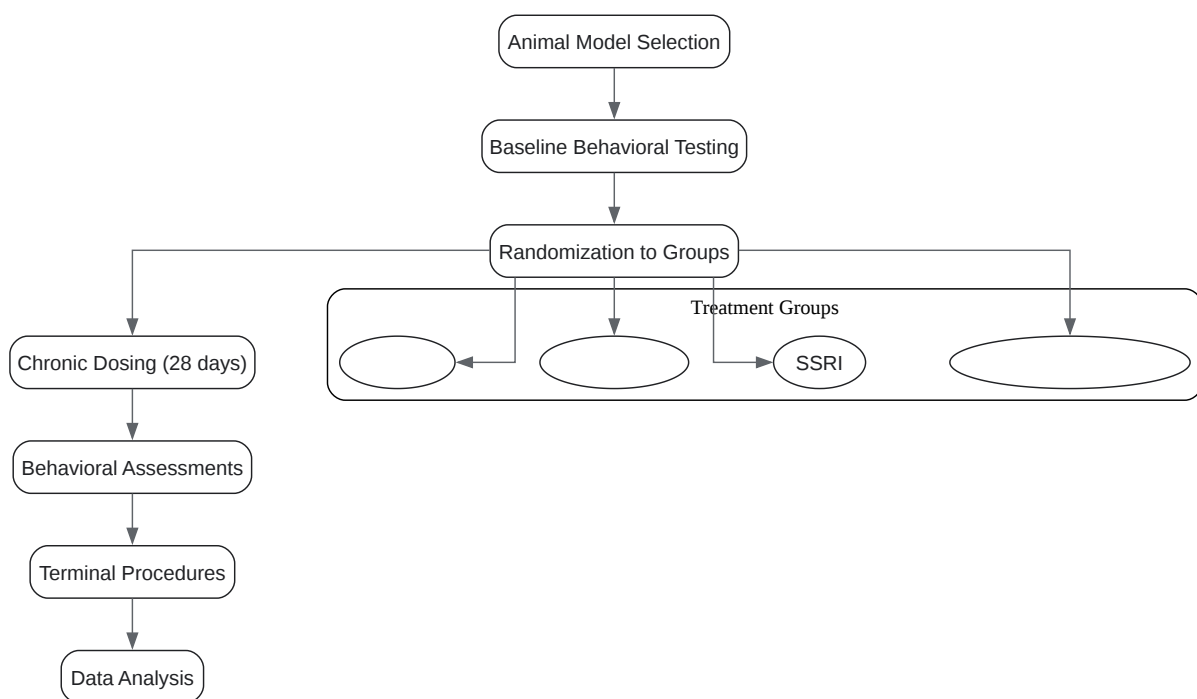 Animal Model Selection
Baseline Behavioral Testing
Randomization to Groups
Treatment Groups
Chronic Dosing (28 days)
SSRI
Behavioral Assessments
Terminal Procedures
Data Analysis